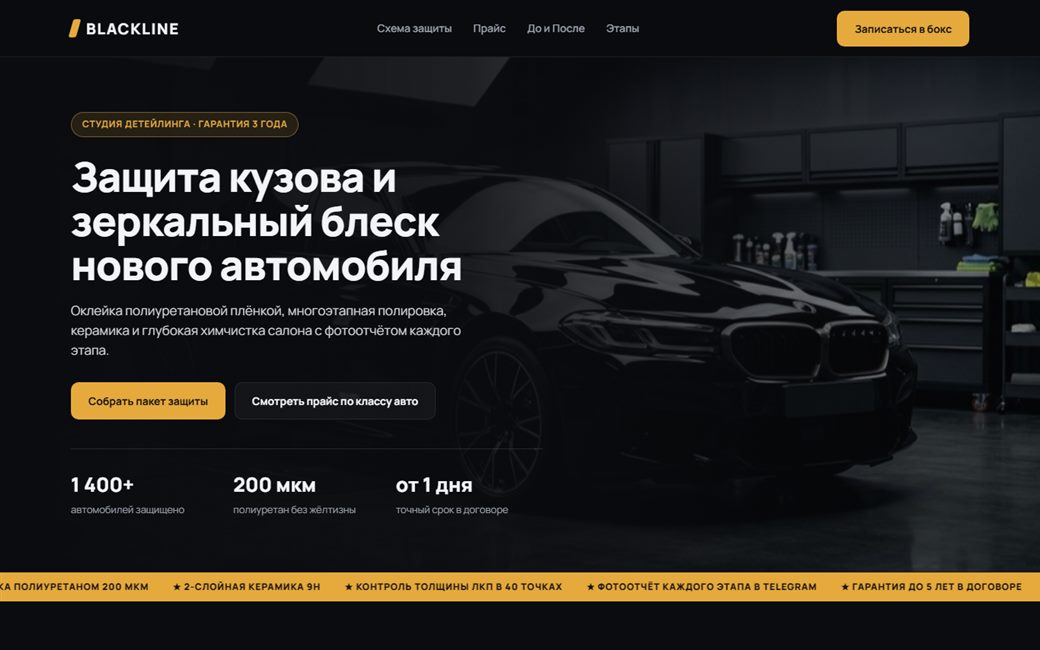 BLACKLINE
Схема защиты
Прайс
До и После
Этапы
Записаться в бокс
СТУДИЯ ДЕТЕЙЛИНГА · ГАРАНТИЯ 3 ГОДА
Защита кузова и
зеркальный блеск
нового автомобиля
Оклейка полиуретановой плёнкой, многоэтапная полировка,
керамика и глубокая химчистка салона с фотоотчётом каждого
этапа.
Собрать пакет защиты
Смотреть прайс по классу авто
1 400+
автомобилей защищено
200 мкм
полиуретан без жёлтизны
от 1 дня
точный срок в договоре
КА ПОЛИУРЕТАНОМ 200 МКМ ★ 2-СЛОЙНАЯ КЕРАМИКА 9H ★ КОНТРОЛЬ ТОЛЩИНЫ ЛКП В 40 ТОЧКАХ ★ ФОТООТЧЁТ КАЖДОГО ЭТАПА В TELEGRAM ★ ГАРАНТИЯ ДО 5 ЛЕТ В ДОГОВОРЕ